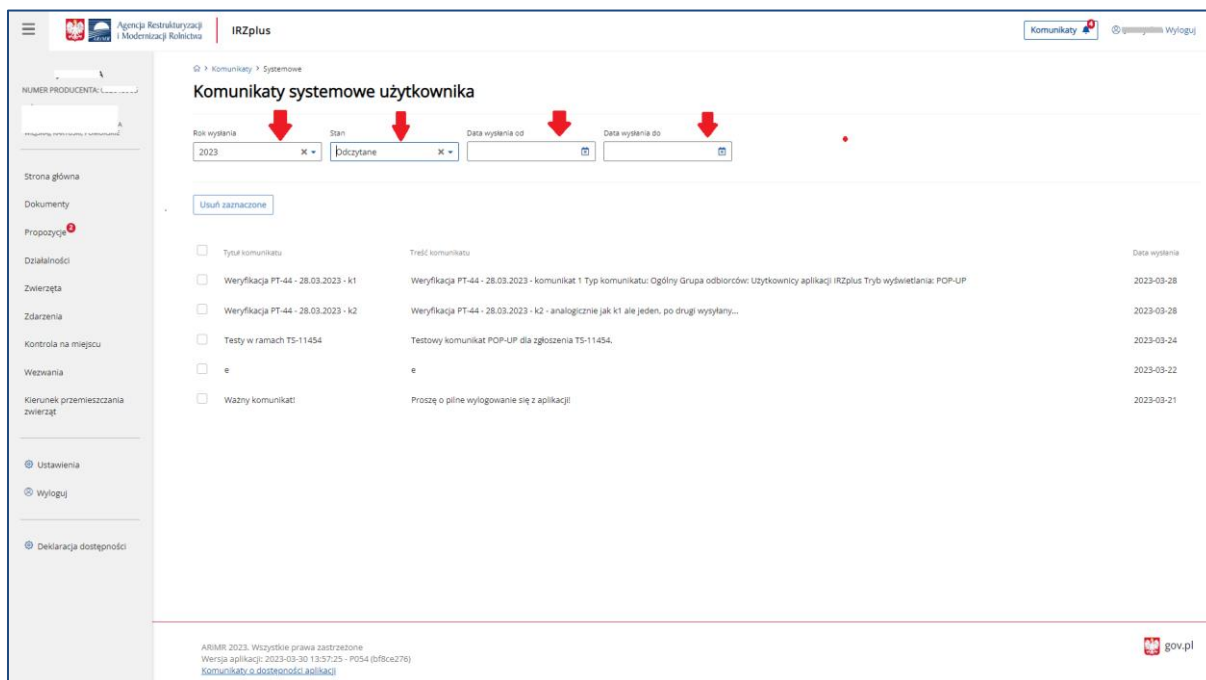 Agencja Restrukturyzacji
i Modernizacji Rolnictwa
ARiMR
IRZplus
Komunikaty 4
Wyloguj
NUMER PRODUCENTA:
Komunikaty > Systemowe
Komunikaty systemowe użytkownika
Rok wysłania Stan Data wysłania od Data wysłania do
2023 Odczytane
Strona główna
Dokumenty
Propozycje 2
Działalności
Zwierzęta
Zdarzenia
Kontrola na miejscu
Wezwania
Kierunek przemieszczania
zwierząt
Ustawienia
Wyloguj
Deklaracja dostępności
Usuń zaznaczone
Tytuł komunikatu Treść komunikatu Data wysłania
Weryfikacja PT-44 - 28.03.2023 - k1 Weryfikacja PT-44 - 28.03.2023 - komunikat 1 Typ komunikatu: Ogólny Grupa odbiorców: Użytkownicy aplikacji IRZplus Tryb wyświetlania: POP-UP 2023-03-28
Weryfikacja PT-44 - 28.03.2023 - k2 Weryfikacja PT-44 - 28.03.2023 - k2 - analogicznie jak k1 ale jeden, po drugi wysyłany... 2023-03-28
Testy w ramach TS-11454 Testowy komunikat POP-UP dla zgłoszenia TS-11454. 2023-03-24
e e 2023-03-22
Ważny komunikat! Proszę o pilne wylogowanie się z aplikacji! 2023-03-21
ARiMR 2023. Wszystkie prawa zastrzeżone
Wersja aplikacji: 2023-03-30 13:57:25 - P054 (bf8ce276)
Komunikaty o dostępności aplikacji
gov.pl